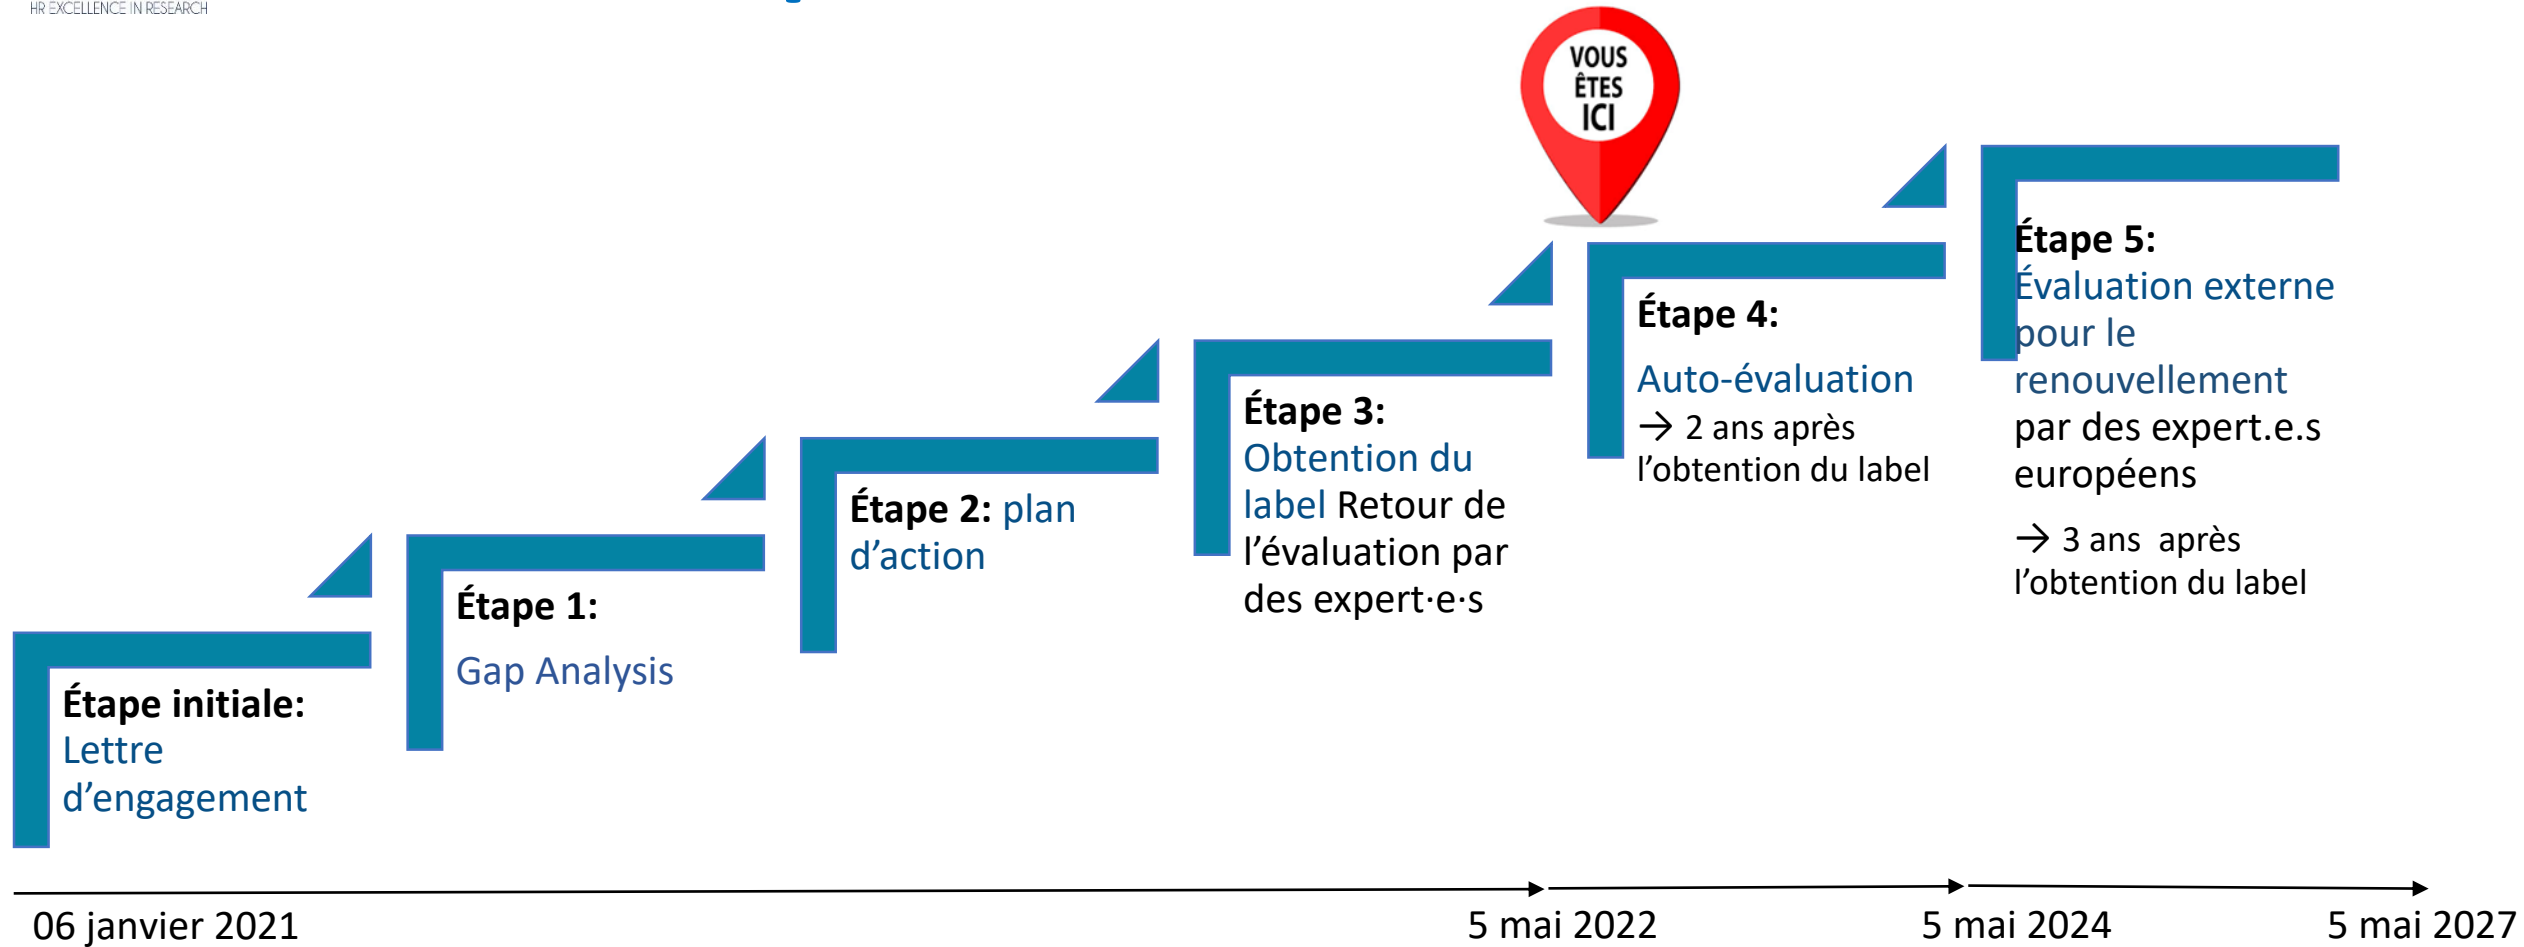 HR EXCELLENCE IN RESEARCH
VOUS
ÊTES
ICI
Étape initiale:
Lettre
d’engagement
Étape 1:
Gap Analysis
Étape 2: plan
d’action
Étape 3:
Obtention du
label Retour de
l’évaluation par
des expert·e·s
Étape 4:
Auto-évaluation
→ 2 ans après
l’obtention du label
Étape 5:
Évaluation externe
pour le
renouvellement
par des expert.e.s
européens
→ 3 ans après
l’obtention du label
06 janvier 2021
5 mai 2022
5 mai 2024
5 mai 2027